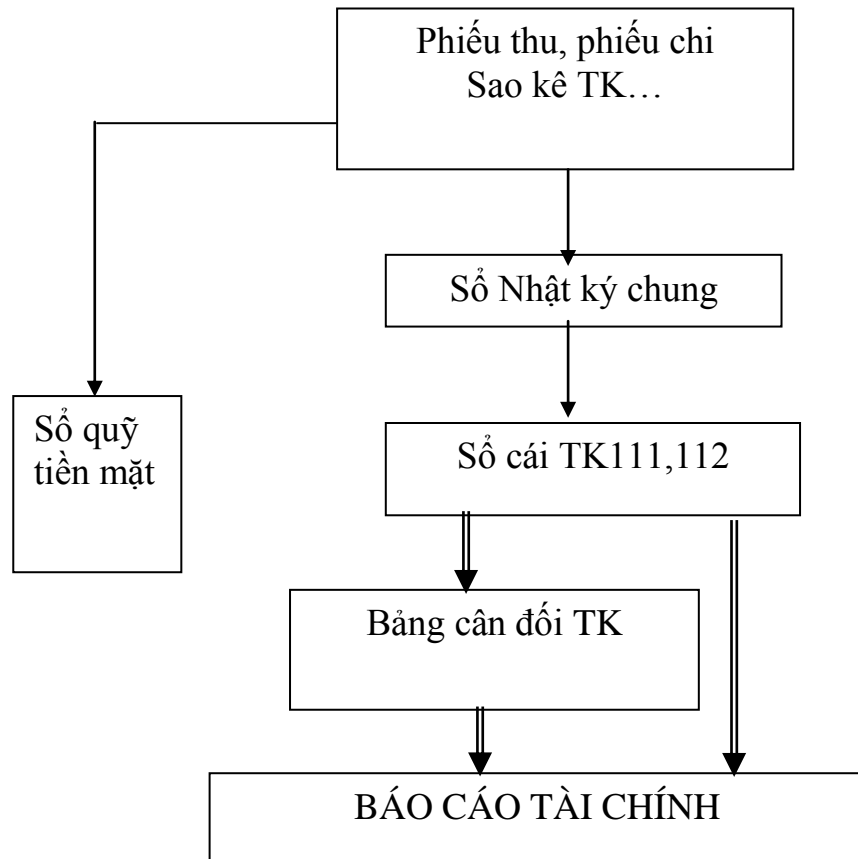 Phiếu thu, phiếu chi
Sao kê TK…
Sổ Nhật ký chung
Sổ quỹ
tiền mặt
Sổ cái TK111,112
Bảng cân đối TK
BÁO CÁO TÀI CHÍNH